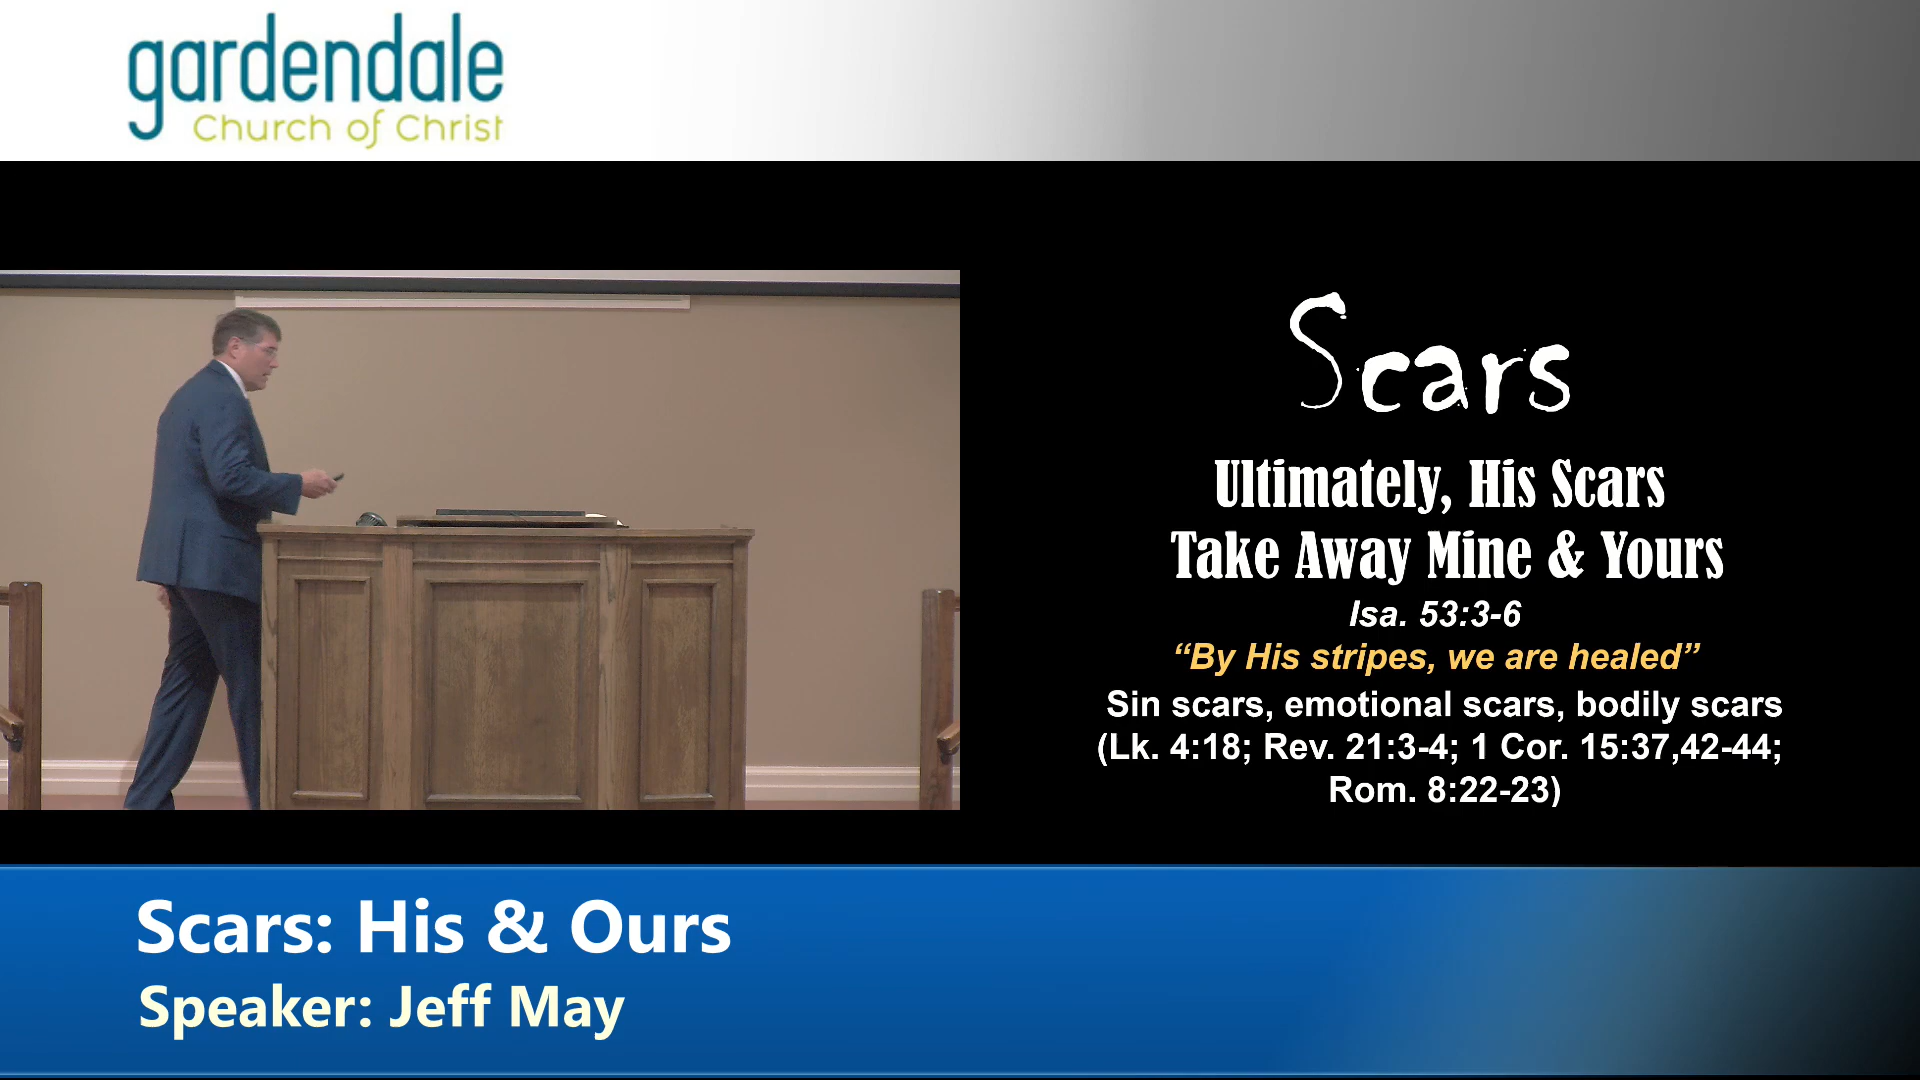 gardendale
Church of Christ
Scars
Ultimately, His Scars
Take Away Mine & Yours
Isa. 53:3-6
“By His stripes, we are healed”
Sin scars, emotional scars, bodily scars
(Lk. 4:18; Rev. 21:3-4; 1 Cor. 15:37,42-44;
Rom. 8:22-23)
Scars: His & Ours
Speaker: Jeff May